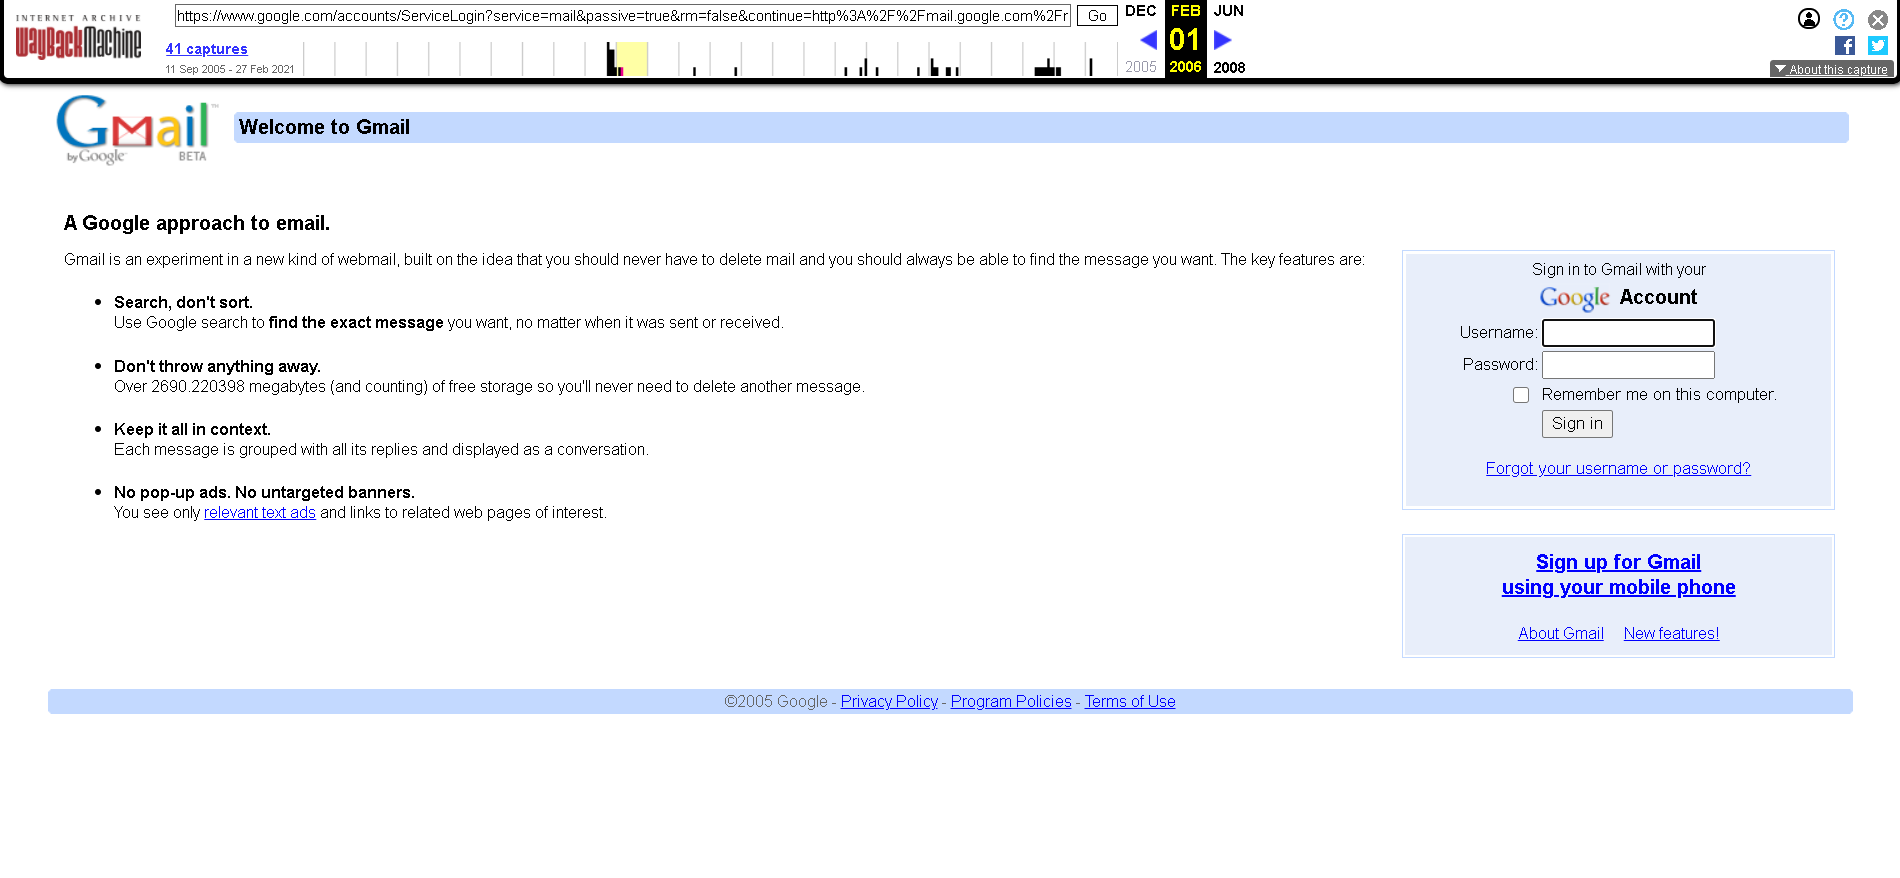 INTERNET ARCHIVE
WayBackMachine
https://www.google.com/accounts/ServiceLogin?service=mail&passive=true&rm=false&continue=http%3A%2F%2Fmail.google.com%2Fr
Go
41 captures
11 Sep 2005 - 27 Feb 2021
DEC FEB JUN
01
2005 2006 2008
About this capture
Gmail™
by Google BETA
Welcome to Gmail
A Google approach to email.
Gmail is an experiment in a new kind of webmail, built on the idea that you should never have to delete mail and you should always be able to find the message you want. The key features are:
Search, don't sort.
Use Google search to find the exact message you want, no matter when it was sent or received.
Don't throw anything away.
Over 2690.220398 megabytes (and counting) of free storage so you'll never need to delete another message.
Keep it all in context.
Each message is grouped with all its replies and displayed as a conversation.
No pop-up ads. No untargeted banners.
You see only relevant text ads and links to related web pages of interest.
Sign in to Gmail with your
Google Account
Username:
Password:
Remember me on this computer.
Sign in
Forgot your username or password?
Sign up for Gmail
using your mobile phone
About Gmail New features!
©2005 Google - Privacy Policy - Program Policies - Terms of Use